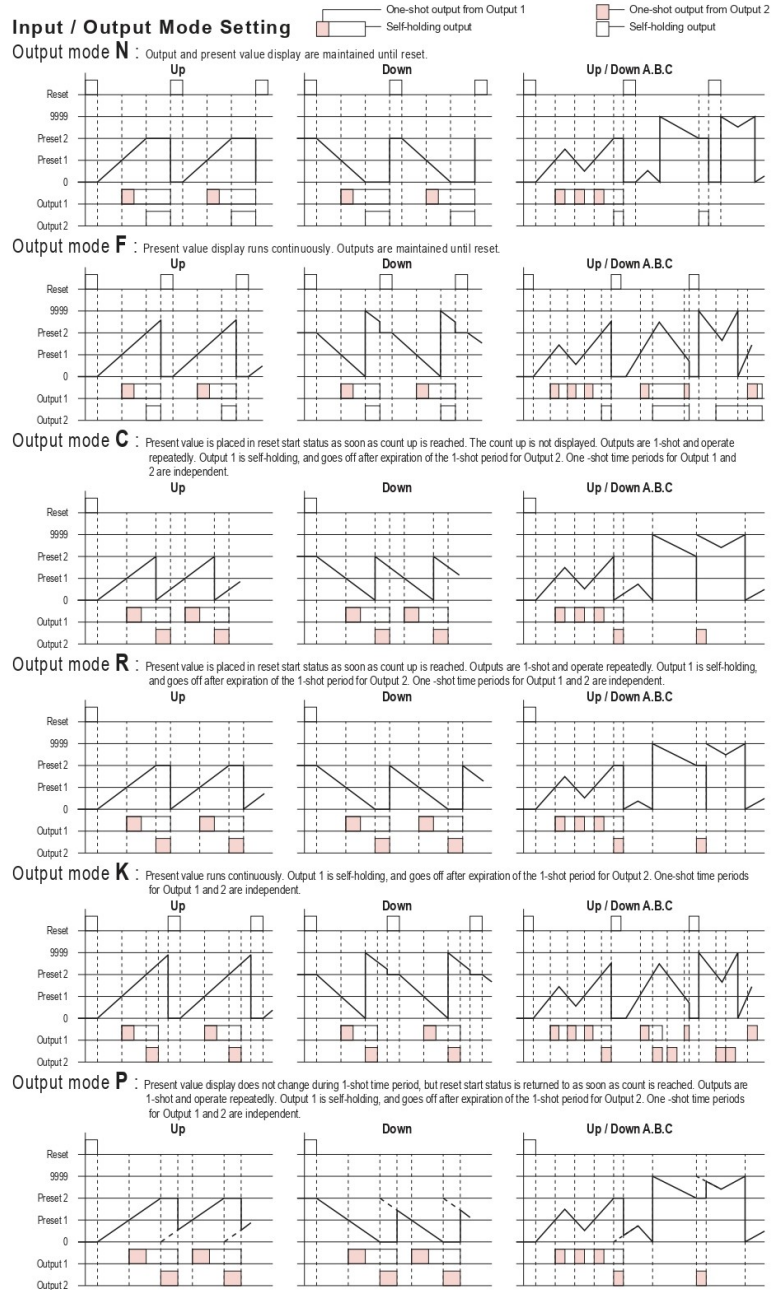 Input / Output Mode Setting
One-shot output from Output 1
Self-holding output
One-shot output from Output 2
Self-holding output
Output mode N : Output and present value display are maintained until reset.
Up
Down
Up / Down A.B.C
Reset
9999
Preset 2
Preset 1
0
Output 1
Output 2
Output mode F : Present value display runs continuously. Outputs are maintained until reset.
Up
Down
Up / Down A.B.C
Reset
9999
Preset 2
Preset 1
0
Output 1
Output 2
Output mode C : Present value is placed in reset start status as soon as count up is reached. The count up is not displayed. Outputs are 1-shot and operate
repeatedly. Output 1 is self-holding, and goes off after expiration of the 1-shot period for Output 2. One -shot time periods for Output 1 and
2 are independent.
Up
Down
Up / Down A.B.C
Reset
9999
Preset 2
Preset 1
0
Output 1
Output 2
Output mode R : Present value is placed in reset start status as soon as count up is reached. Outputs are 1-shot and operate repeatedly. Output 1 is self-holding,
and goes off after expiration of the 1-shot period for Output 2. One -shot time periods for Output 1 and 2 are independent.
Up
Down
Up / Down A.B.C
Reset
9999
Preset 2
Preset 1
0
Output 1
Output 2
Output mode K : Present value runs continuously. Output 1 is self-holding, and goes off after expiration of the 1-shot period for Output 2. One-shot time periods
for Output 1 and 2 are independent.
Up
Down
Up / Down A.B.C
Reset
9999
Preset 2
Preset 1
0
Output 1
Output 2
Output mode P : Present value display does not change during 1-shot time period, but reset start status is returned to as soon as count is reached. Outputs are
1-shot and operate repeatedly. Output 1 is self-holding, and goes off after expiration of the 1-shot period for Output 2. One -shot time periods
for Output 1 and 2 are independent.
Up
Down
Up / Down A.B.C
Reset
9999
Preset 2
Preset 1
0
Output 1
Output 2